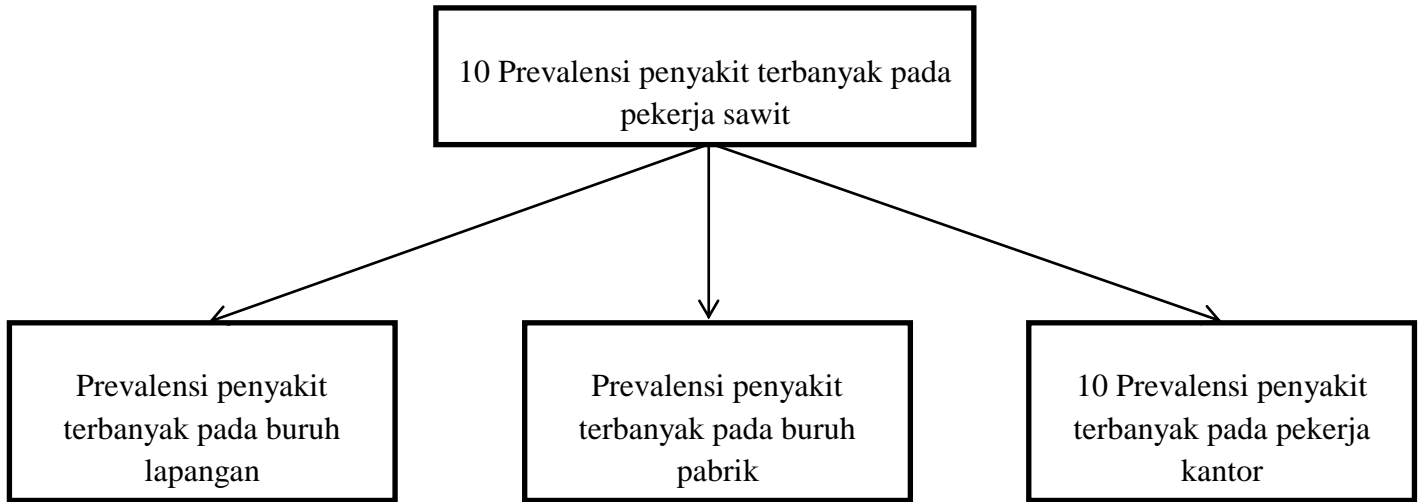 10 Prevalensi penyakit terbanyak pada
pekerja sawit
Prevalensi penyakit
terbanyak pada buruh
lapangan
Prevalensi penyakit
terbanyak pada buruh
pabrik
10 Prevalensi penyakit
terbanyak pada pekerja
kantor